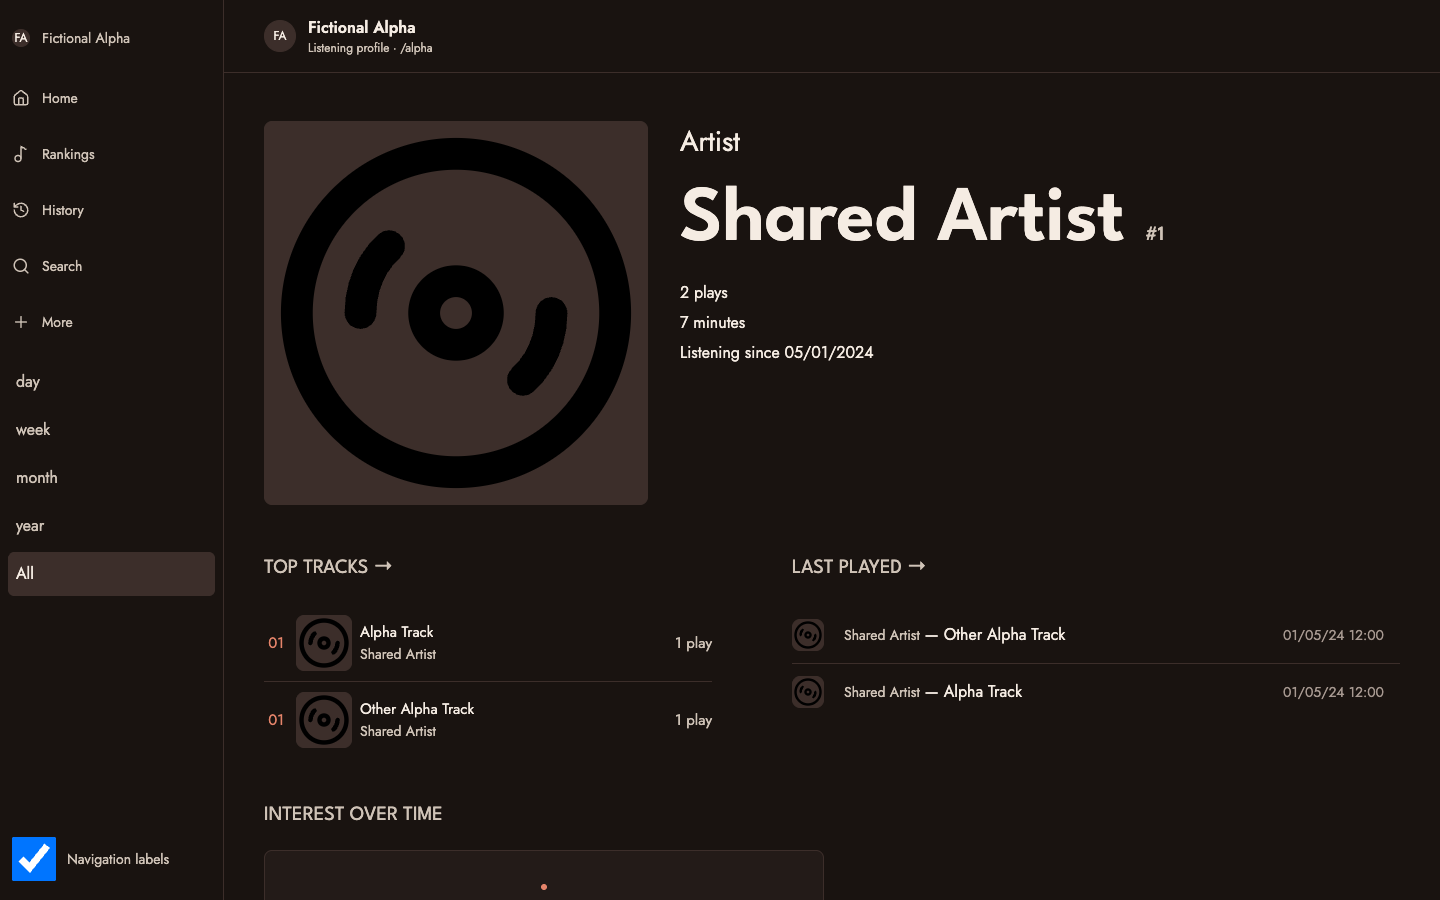 FA Fictional Alpha
Home
Rankings
History
Search
More
day
week
month
year
All
Navigation labels
FA
Fictional Alpha
Listening profile · /alpha
Artist
Shared Artist #1
2 plays
7 minutes
Listening since 05/01/2024
TOP TRACKS →
01 Alpha Track 1 play
Shared Artist
01 Other Alpha Track 1 play
Shared Artist
LAST PLAYED →
Shared Artist — Other Alpha Track 01/05/24 12:00
Shared Artist — Alpha Track 01/05/24 12:00
INTEREST OVER TIME